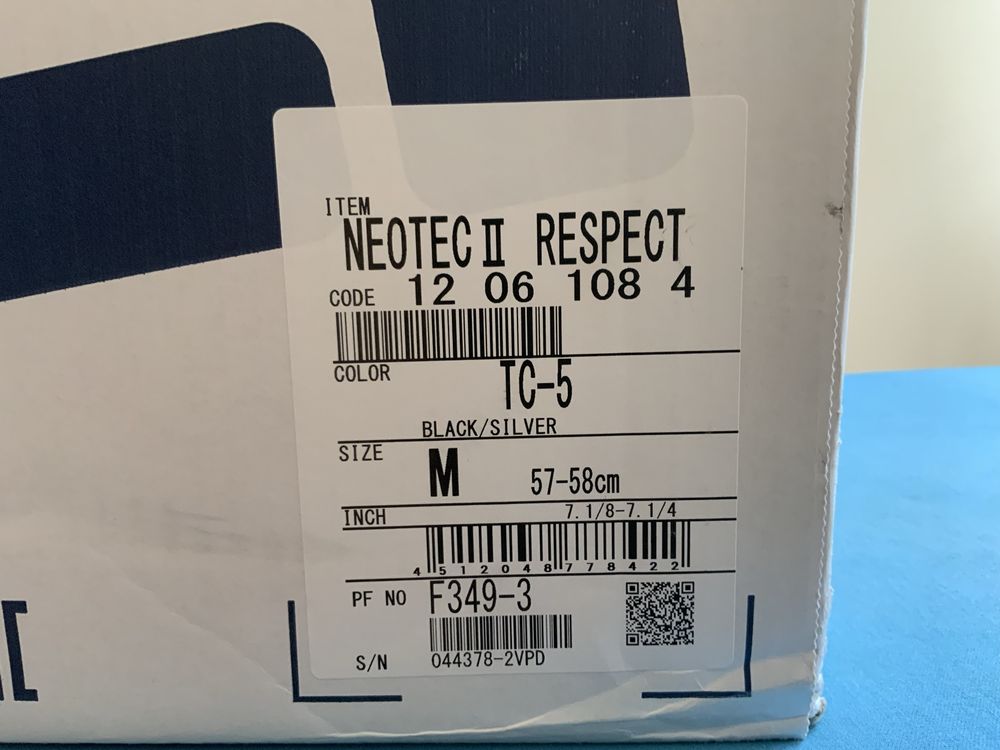 ITEM
NEOTEC Ⅱ RESPECT
CODE 12 06 108 4
COLOR
TC-5
BLACK/SILVER
SIZE
M 57-58cm
INCH 7.1/8-7.1/4
4 512048 778422
PF NO F349-3
S/N 044378-2VPD